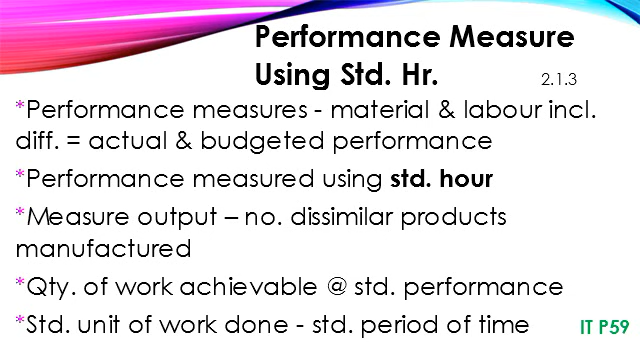 Performance Measure
Using Std. Hr.
2.1.3
*Performance measures - material & labour incl.
diff. = actual & budgeted performance
*Performance measured using std. hour
*Measure output – no. dissimilar products
manufactured
*Qty. of work achievable @ std. performance
*Std. unit of work done - std. period of time
IT P59